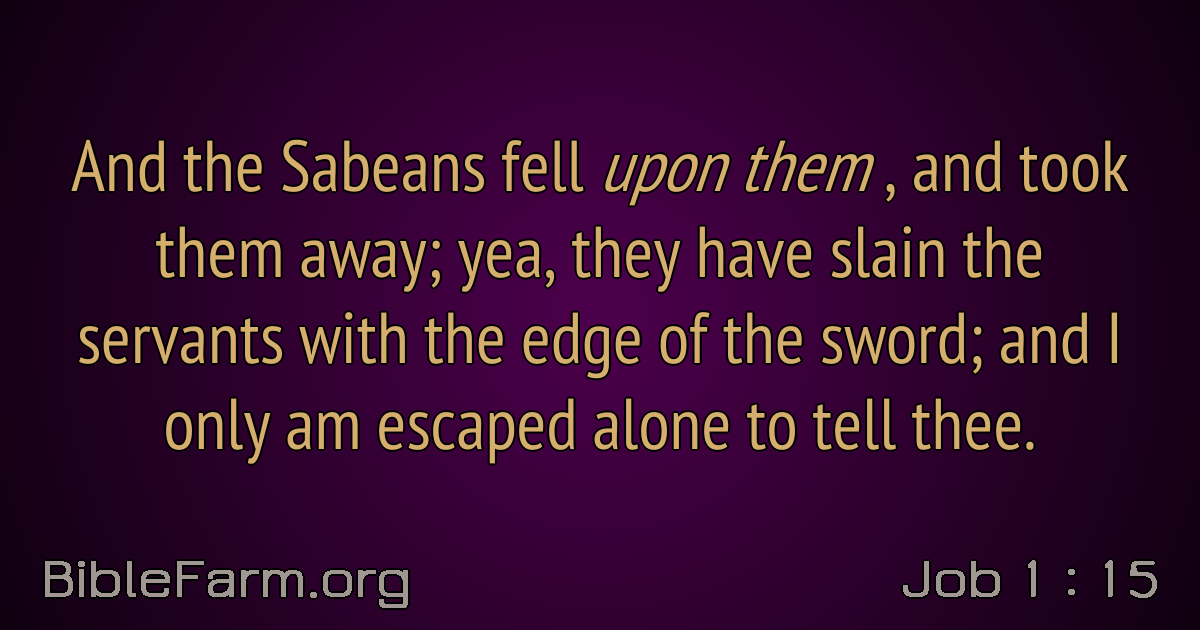 And the Sabeans fell upon them , and took
them away; yea, they have slain the
servants with the edge of the sword; and I
only am escaped alone to tell thee.
BibleFarm.org
Job 1 : 15